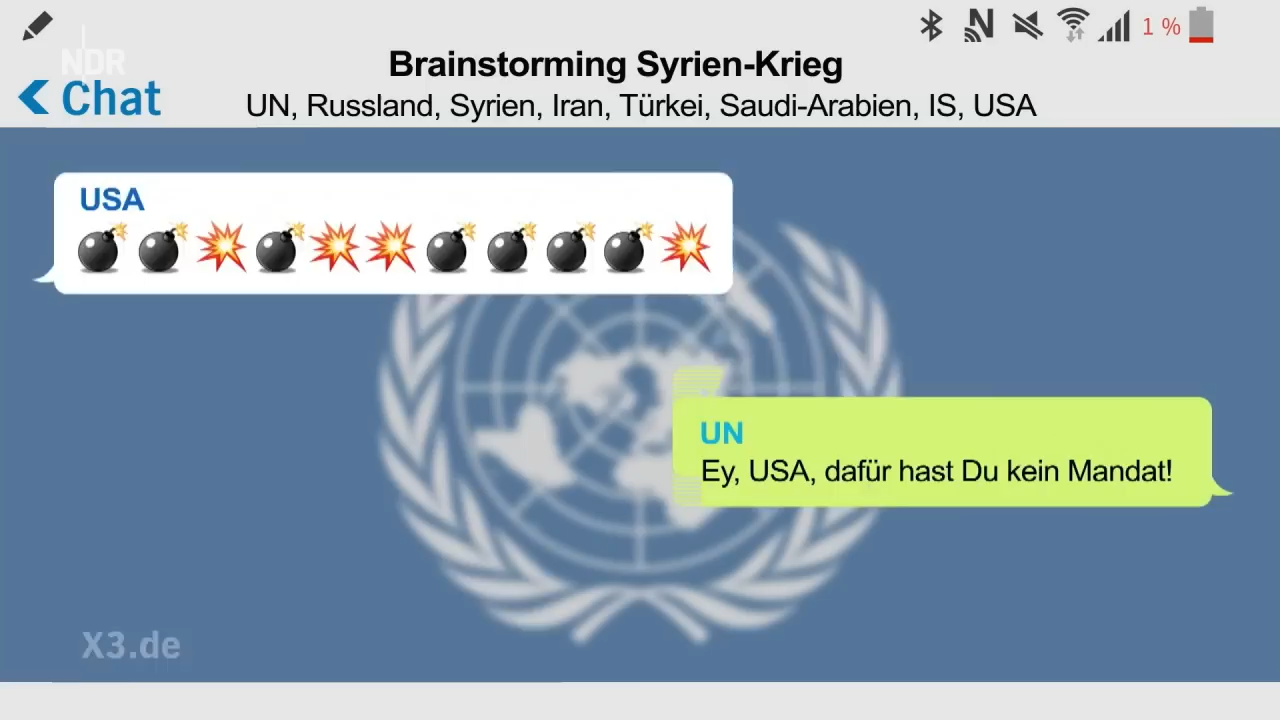 1 %
NDR
Brainstorming Syrien-Krieg
Chat
UN, Russland, Syrien, Iran, Türkei, Saudi-Arabien, IS, USA
USA
UN
Ey, USA, dafür hast Du kein Mandat!
X3.de